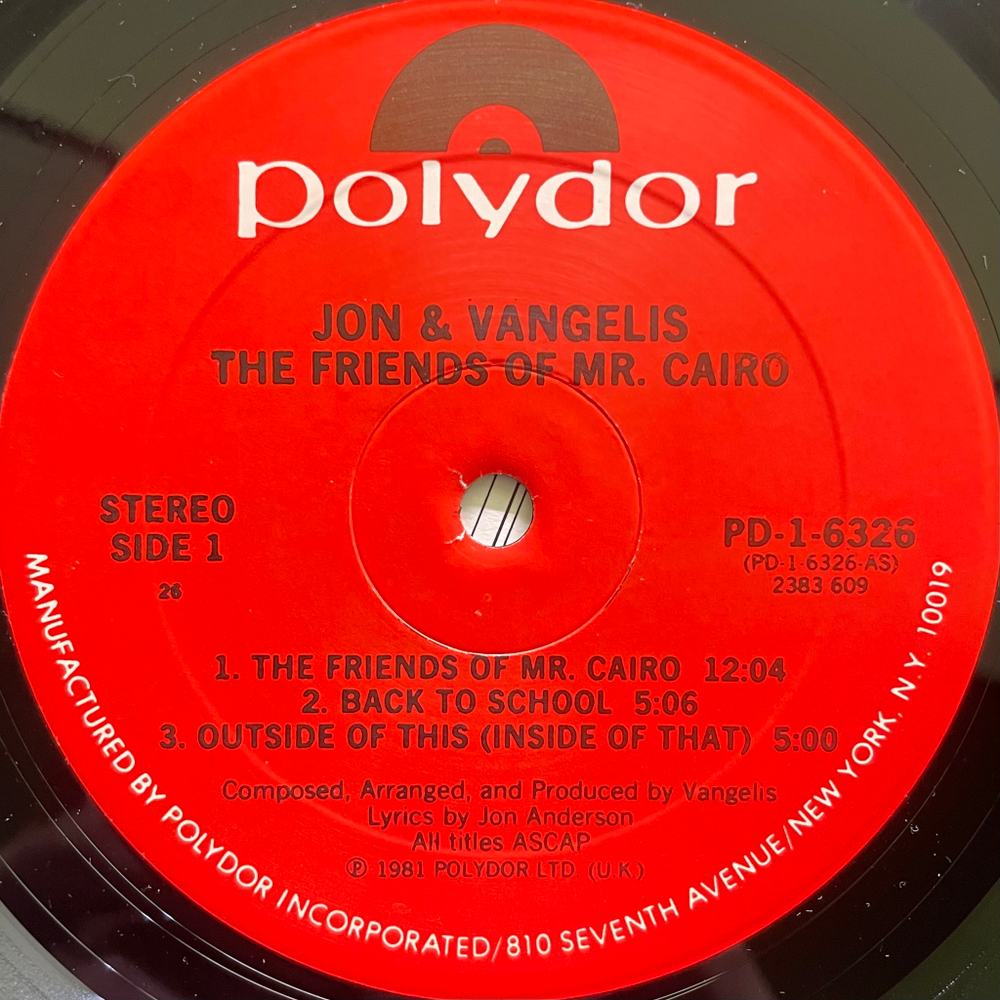 polydor
JON & VANGELIS
THE FRIENDS OF MR. CAIRO
STEREO
SIDE 1
26
PD-1-6326
(PD-1-6326-AS)
2383 609
1. THE FRIENDS OF MR. CAIRO 12:04
2. BACK TO SCHOOL 5:06
3. OUTSIDE OF THIS (INSIDE OF THAT) 5:00
Composed, Arranged, and Produced by Vangelis
Lyrics by Jon Anderson
All titles ASCAP
℗ 1981 POLYDOR LTD (U.K.)
MANUFACTURED BY POLYDOR INCORPORATED/810 SEVENTH AVENUE/NEW YORK, N.Y. 10019